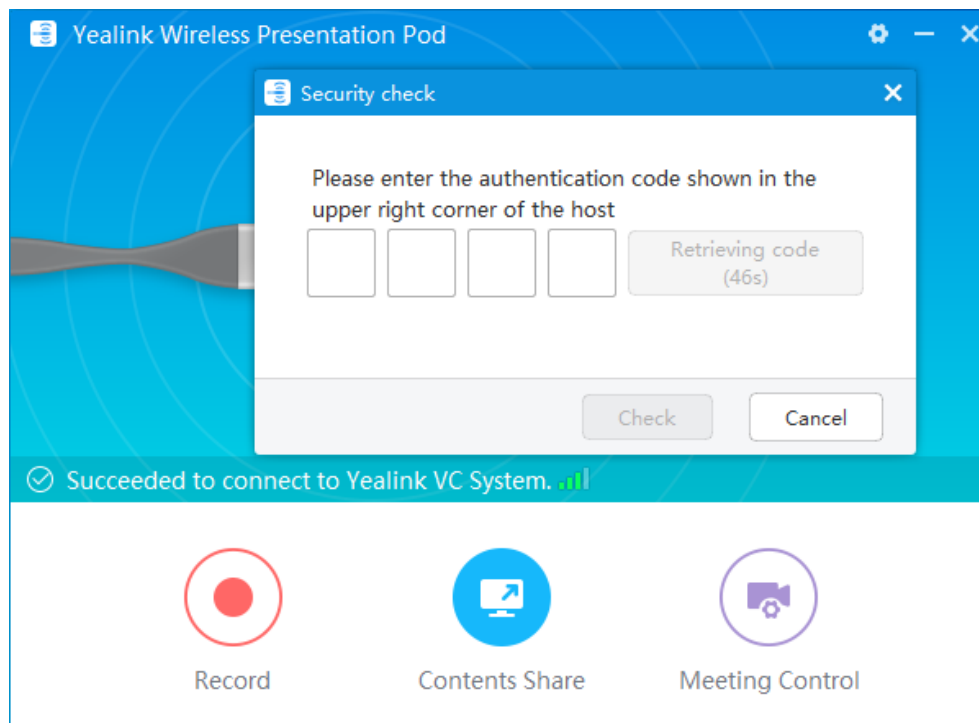 Yealink Wireless Presentation Pod
Security check
Please enter the authentication code shown in the
upper right corner of the host
Retrieving code
(46s)
Check
Cancel
Succeeded to connect to Yealink VC System.
Record
Contents Share
Meeting Control